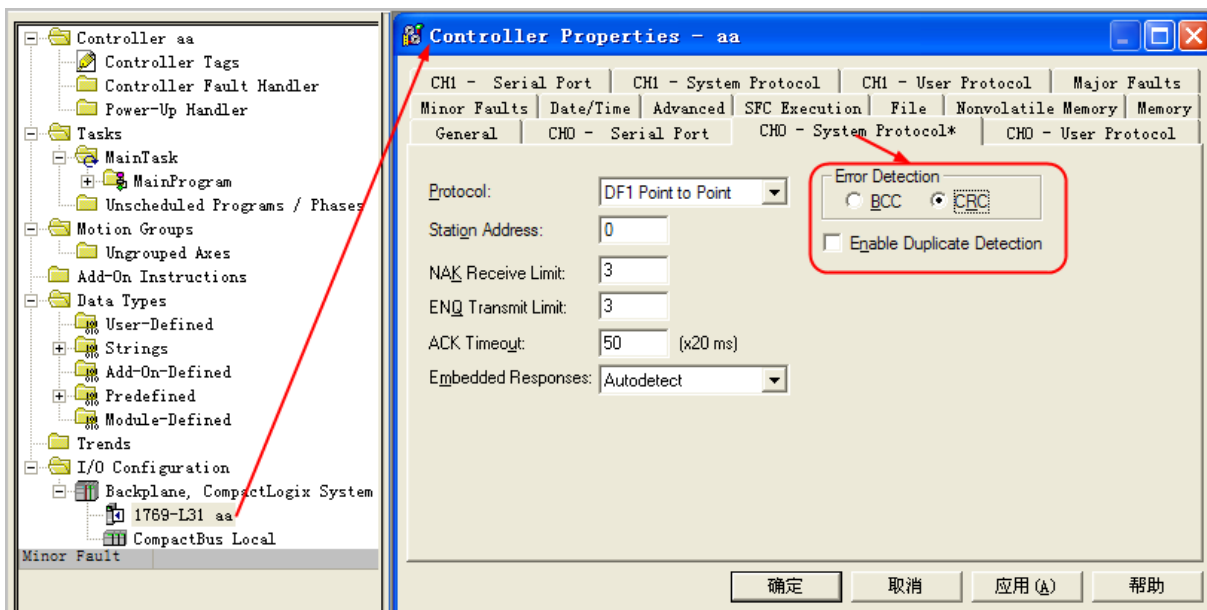 Controller aa
Controller Tags
Controller Fault Handler
Power-Up Handler
Tasks
MainTask
MainProgram
Unscheduled Programs / Phases
Motion Groups
Ungrouped Axes
Add-On Instructions
Data Types
User-Defined
Strings
Add-On-Defined
Predefined
Module-Defined
Trends
I/O Configuration
Backplane, CompactLogix System
1769-L31 aa
CompactBus Local
Minor Fault
Controller Properties - aa
CH1 - Serial Port CH1 - System Protocol CH1 - User Protocol Major Faults
Minor Faults Date/Time Advanced SFC Execution File Nonvolatile Memory Memory
General CH0 - Serial Port CH0 - System Protocol* CH0 - User Protocol
Protocol: DF1 Point to Point
Station Address: 0
NAK Receive Limit: 3
ENQ Transmit Limit: 3
ACK Timeout: 50 (x20 ms)
Embedded Responses: Autodetect
Error Detection
BCC CRC
Enable Duplicate Detection
确定 取消 应用(A) 帮助